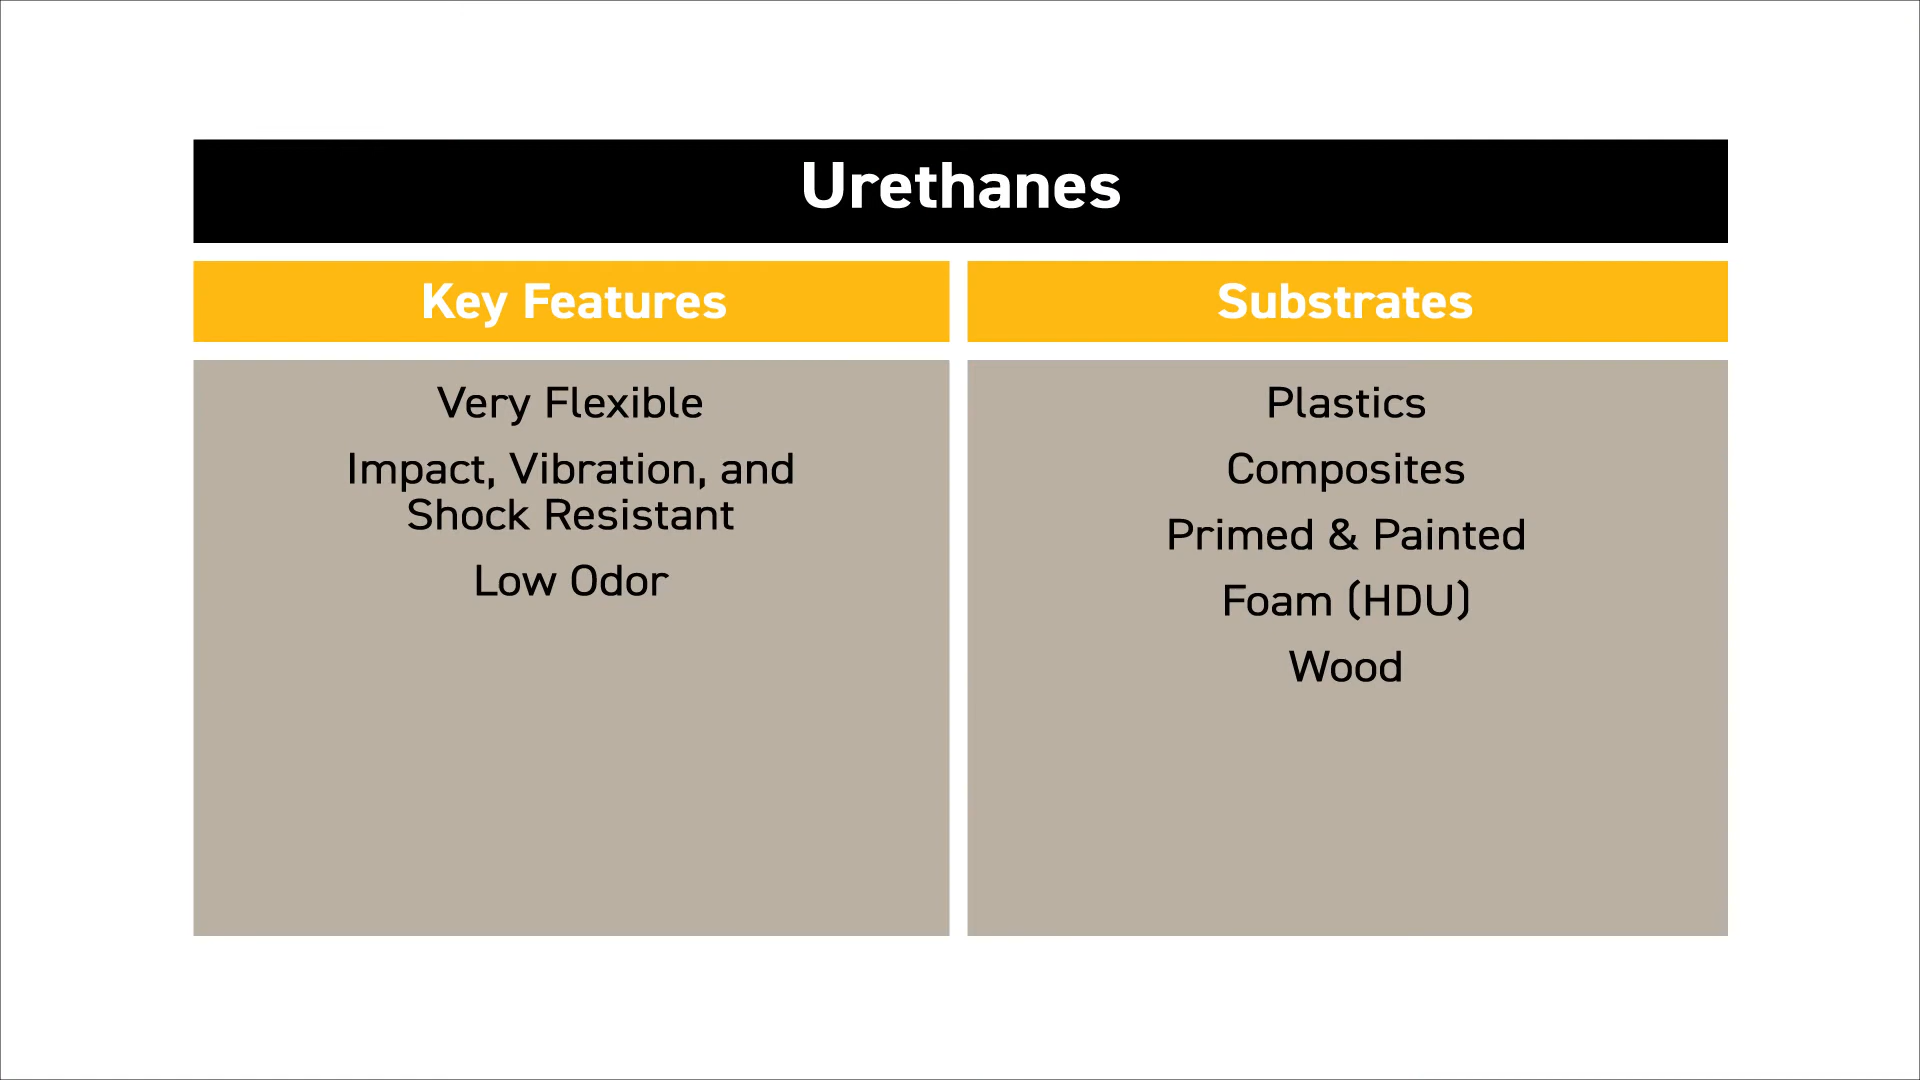 Urethanes
Key Features
Very Flexible
Impact, Vibration, and
Shock Resistant
Low Odor
Substrates
Plastics
Composites
Primed & Painted
Foam (HDU)
Wood